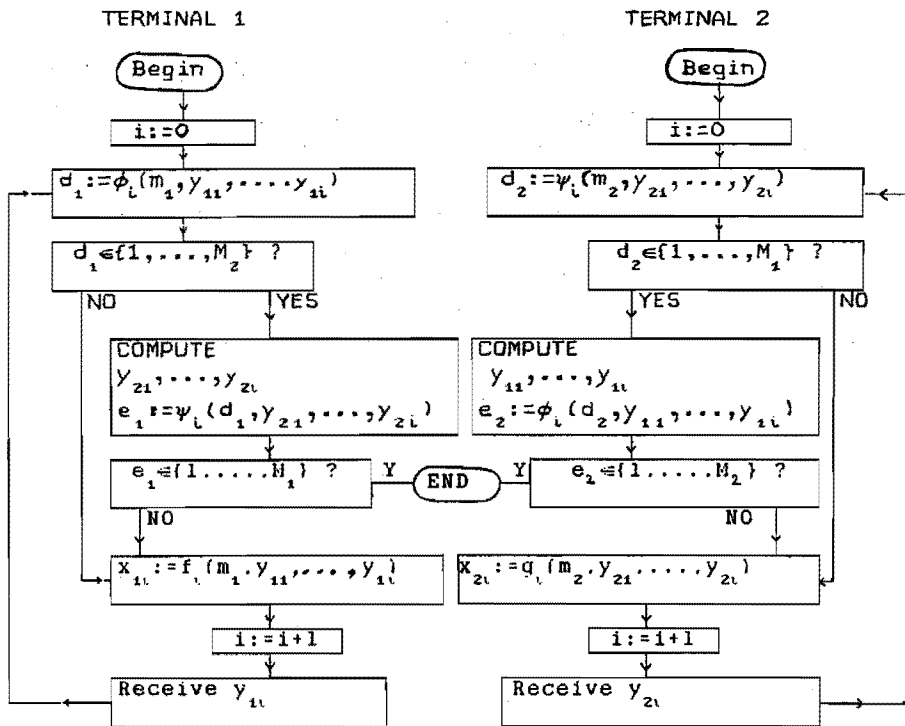 TERMINAL 1
TERMINAL 2
Begin
Begin
i:=0
i:=0
d₁:=ϕᵢ(m₁,y₁₁,....,y₁ᵢ)
d₂:=ψᵢ(m₂,y₂₁,...,y₂ᵢ)
d₁∈{1,...,M₂} ?
d₂∈{1,...,M₁} ?
NO
YES
YES
NO
COMPUTE
y₂₁,...,y₂ᵢ
e₁:=ψᵢ(d₁,y₂₁,...,y₂ᵢ)
COMPUTE
y₁₁,...,y₁ᵢ
e₂:=ϕᵢ(d₂,y₁₁,...,y₁ᵢ)
e₁∈{1.....M₁} ?
Y
END
Y
e₂∈{1.....M₂} ?
NO
NO
x₁ᵢ:=fᵢ(m₁.y₁₁,...,y₁ᵢ)
x₂ᵢ:=gᵢ(m₂.y₂₁.....y₂ᵢ)
i:=i+1
i:=i+1
Receive y₁ᵢ
Receive y₂ᵢ